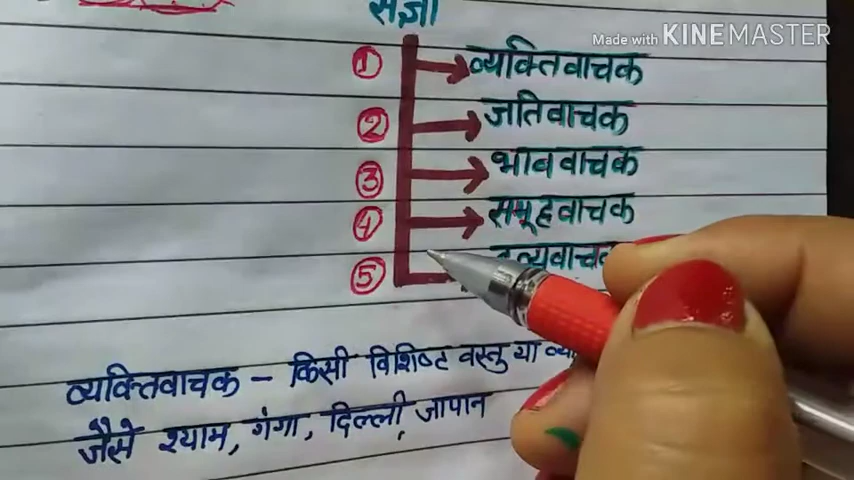 संज्ञा
Made with KINEMASTER
① व्यक्तिवाचक
② जतिवाचक
③ भाववाचक
④ समूहवाचक
⑤
व्यक्तिवाचक - किसी विशिष्ट वस्तु या
जैसे श्याम, गंगा, दिल्ली, जापान